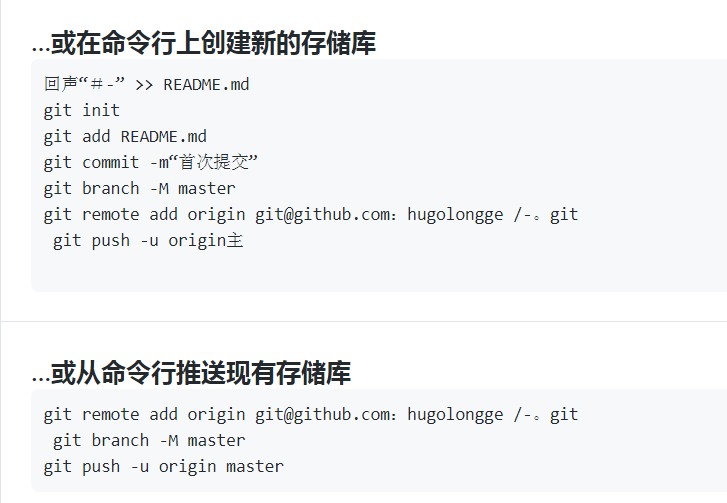 …或在命令行上创建新的存储库
回声“＃-” >> README.md
git init
git add README.md
git commit -m“首次提交”
git branch -M master
git remote add origin git@github.com：hugolongge /-。git
git push -u origin主
…或从命令行推送现有存储库
git remote add origin git@github.com：hugolongge /-。git
git branch -M master
git push -u origin master